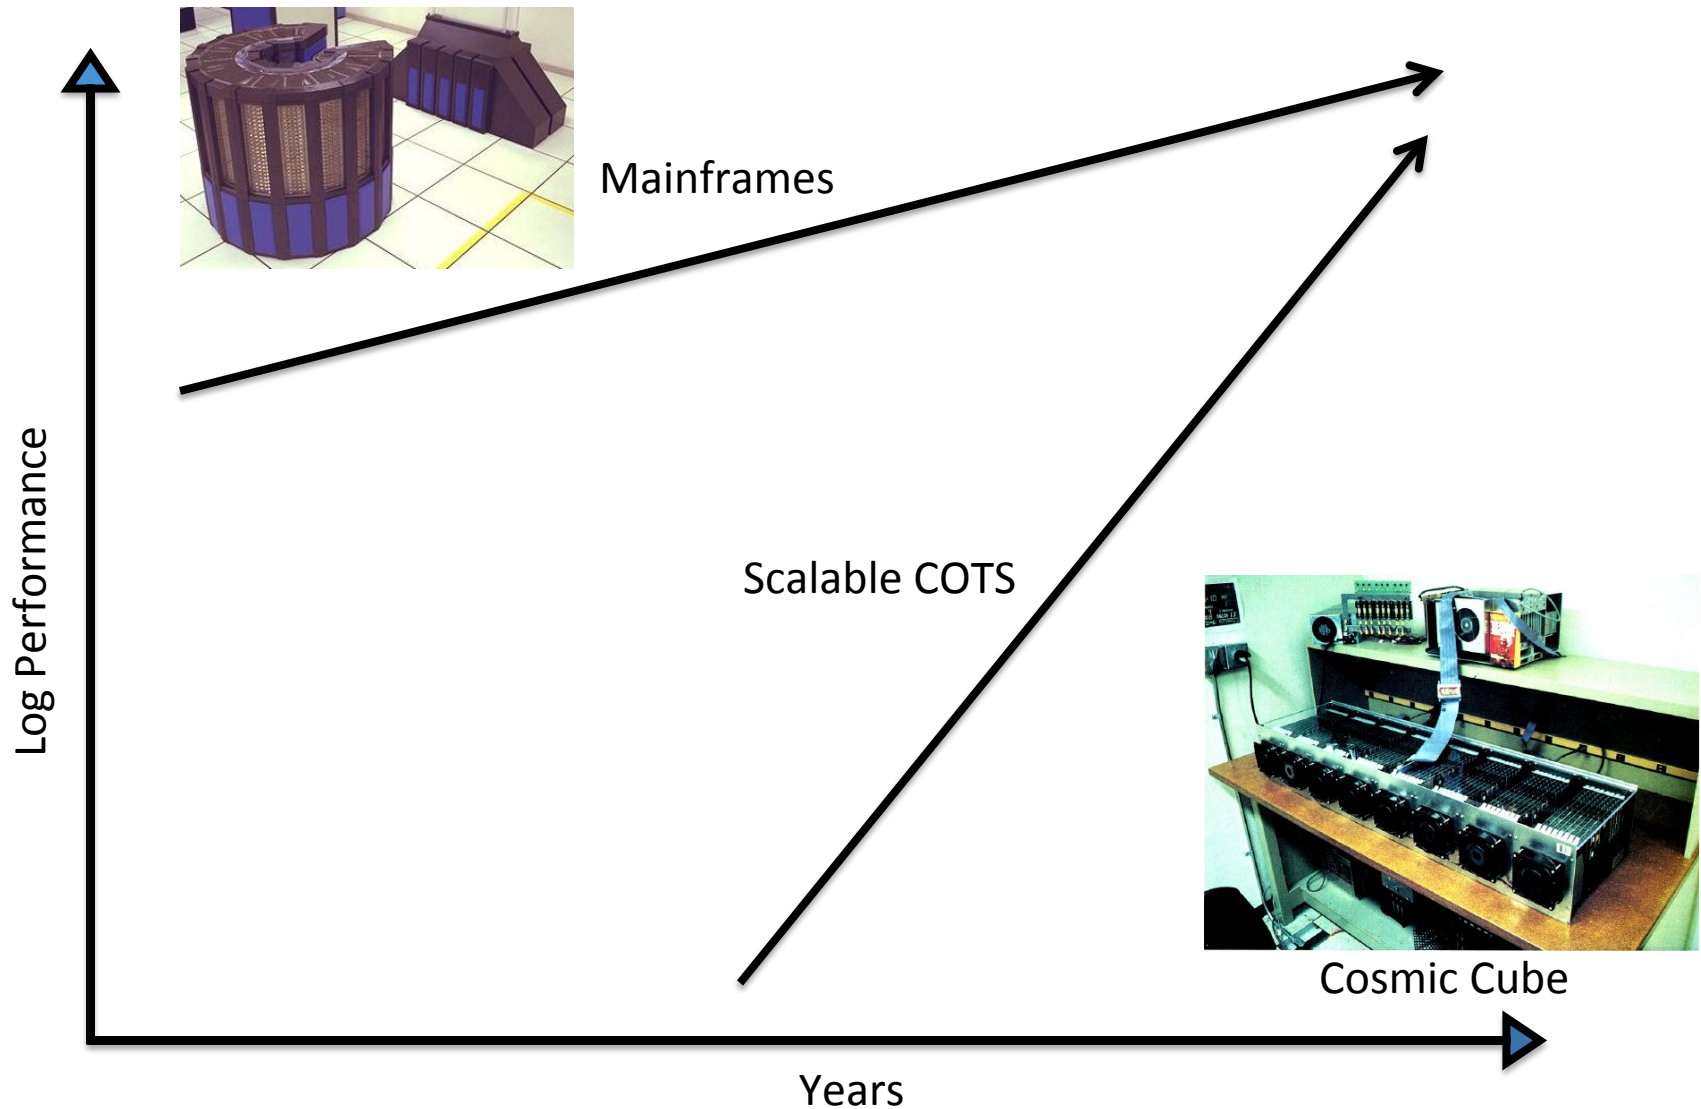 Mainframes
Scalable COTS
Log Performance
Cosmic Cube
Years